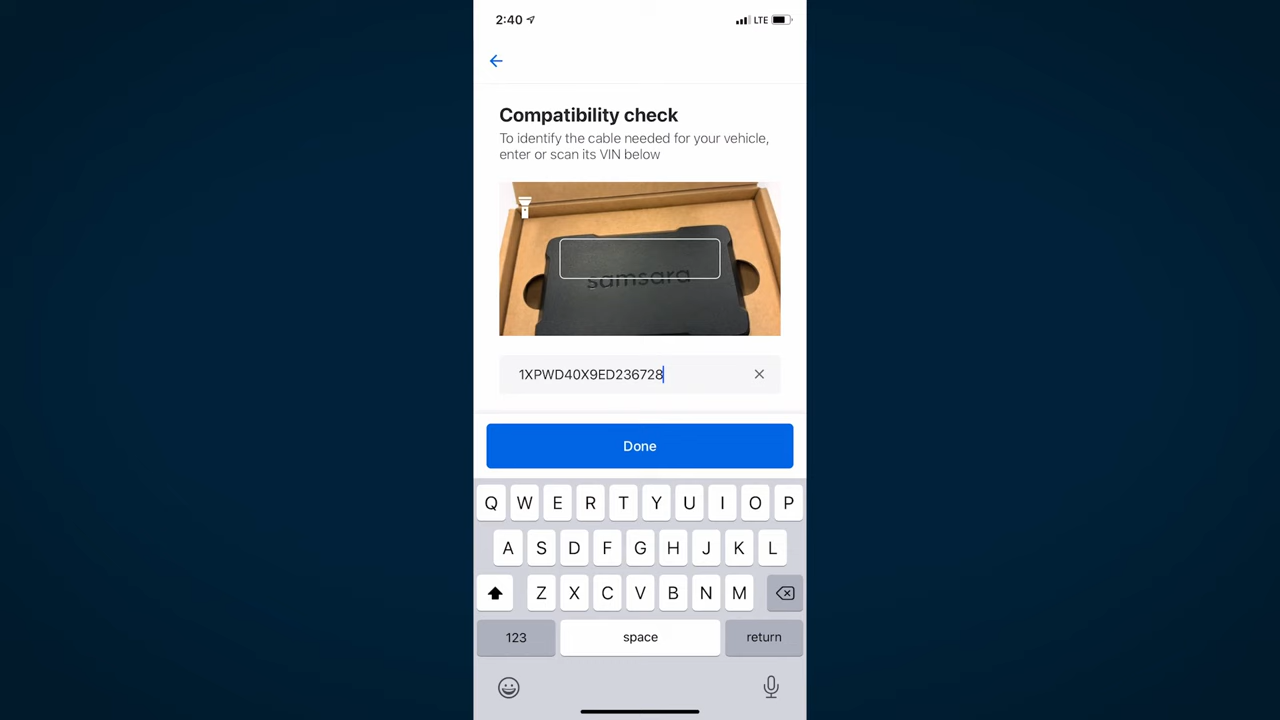 2:40
LTE
Compatibility check
To identify the cable needed for your vehicle,
enter or scan its VIN below
samsara
1XPWD40X9ED236728
Done
Q W E R T Y U I O P
A S D F G H J K L
Z X C V B N M
123 space return